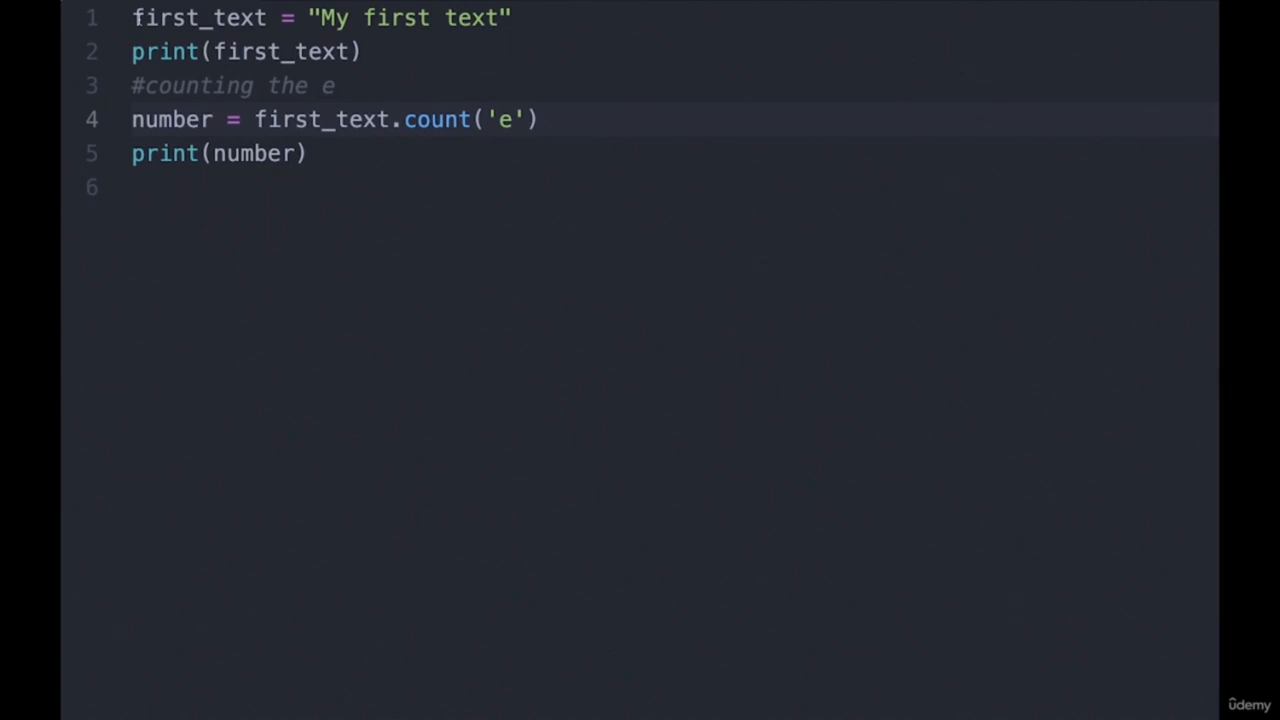 1 first_text = "My first text"
2 print(first_text)
3 #counting the e
4 number = first_text.count('e')
5 print(number)
6
ûdemy